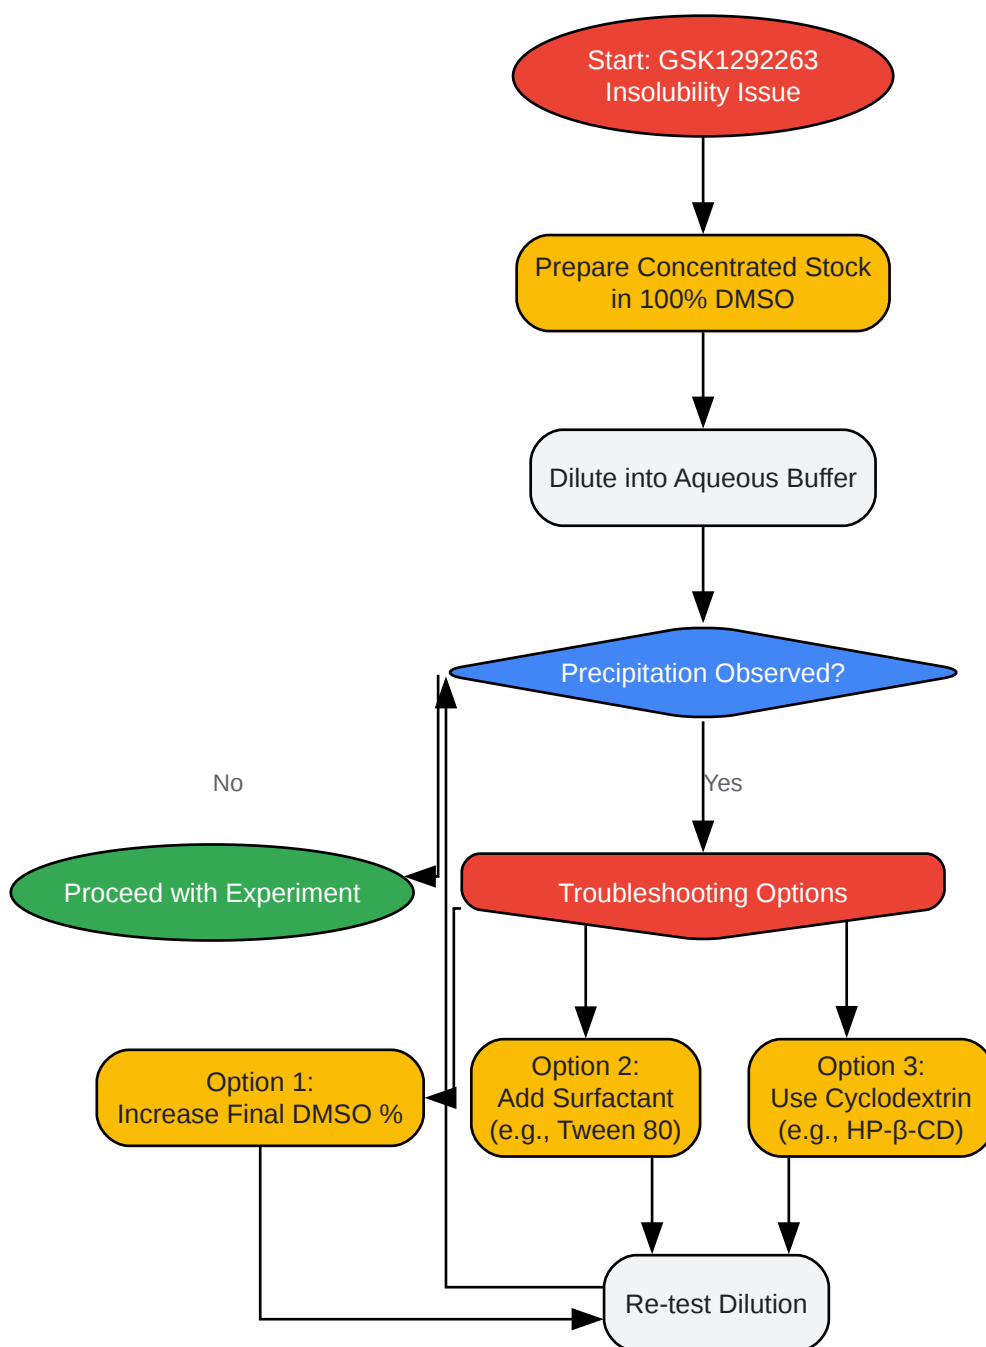 Start: GSK1292263
Insolubility Issue
Prepare Concentrated Stock
in 100% DMSO
Dilute into Aqueous Buffer
Precipitation Observed?
No
Yes
Proceed with Experiment
Troubleshooting Options
Option 1:
Increase Final DMSO %
Option 2:
Add Surfactant
(e.g., Tween 80)
Option 3:
Use Cyclodextrin
(e.g., HP-β-CD)
Re-test Dilution